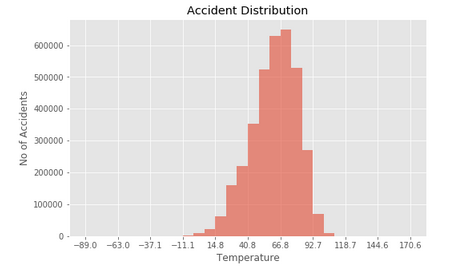 Accident Distribution
No of Accidents
600000
500000
400000
300000
200000
100000
0
−89.0 −63.0 −37.1 −11.1 14.8 40.8 66.8 92.7 118.7 144.6 170.6
Temperature